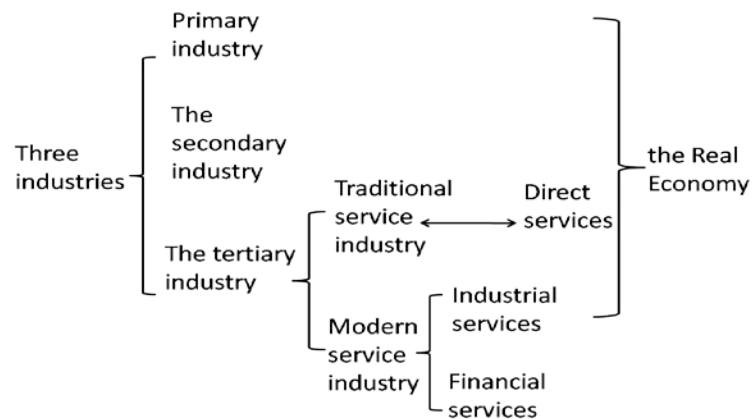 Primary
industry
The
secondary
industry
Three
industries
the Real
Economy
Traditional
service
industry
Direct
services
The tertiary
industry
Industrial
services
Modern
service
industry
Financial
services